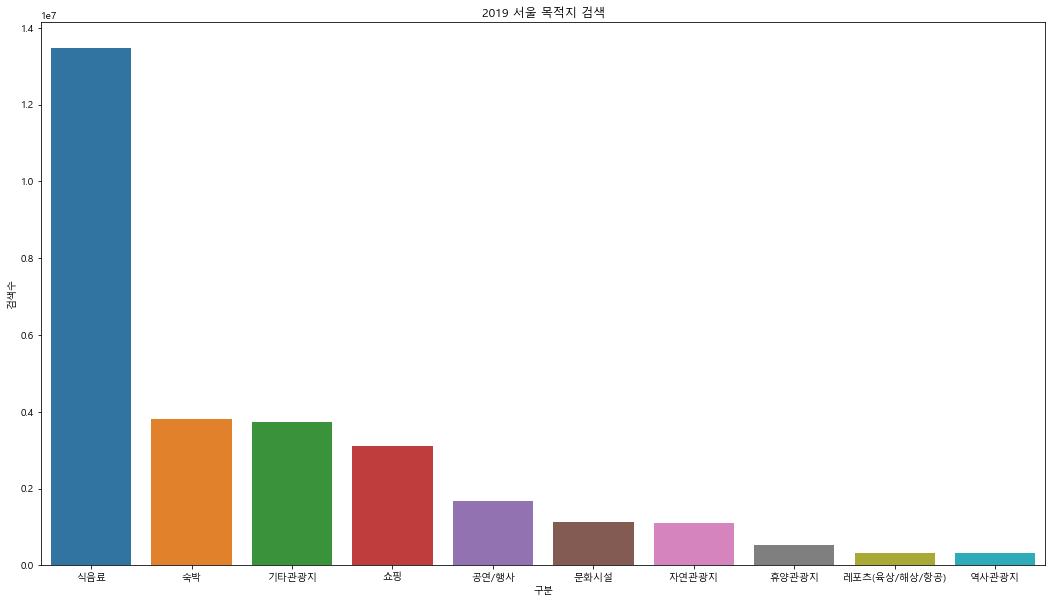 2019 서울 목적지 검색
1e7
1.4
1.2
1.0
0.8
0.6
0.4
0.2
0.0
검색수
식음료 숙박 기타관광지 쇼핑 공연/행사 문화시설 자연관광지 휴양관광지 레포츠(육상/해상/항공) 역사관광지
구분